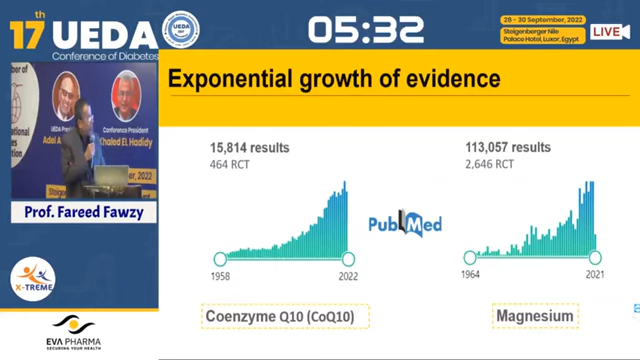 17th UEDA
Conference of Diabetes
05:32
28 - 30 September, 2022
Steigenberger Nile
Palace Hotel, Luxor, Egypt
LIVE
Exponential growth of evidence
15,814 results
464 RCT
113,057 results
2,646 RCT
PubMed
1958
2022
1964
2021
Coenzyme Q10 (CoQ10)
Magnesium
Conference President
Khaled EL Hadidy
Prof. Fareed Fawzy
X-TREME
EVA PHARMA
SECURING YOUR HEALTH